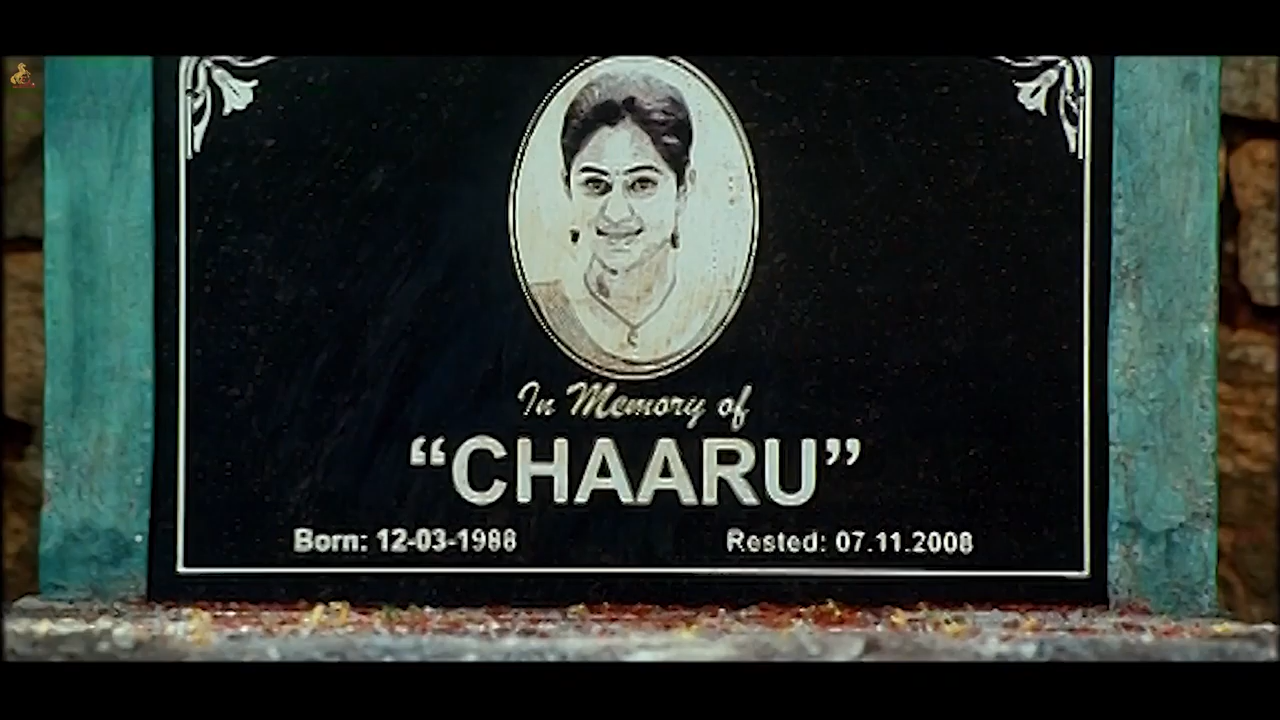 In Memory of
“CHAARU”
Born: 12-03-1988
Rested: 07.11.2008